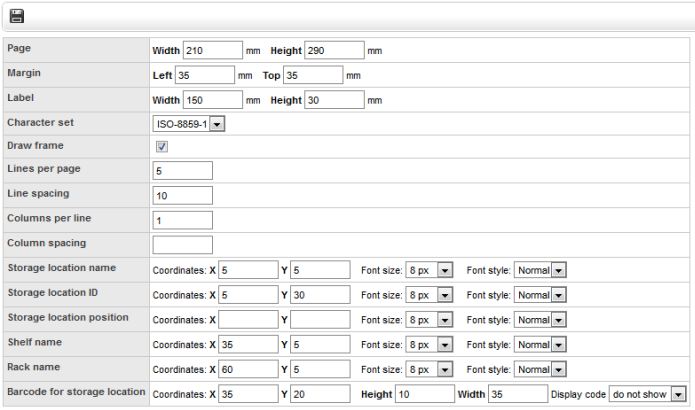 Page Width 210 mm Height 290 mm
Margin Left 35 mm Top 35 mm
Label Width 150 mm Height 30 mm
Character set ISO-8859-1
Draw frame
Lines per page 5
Line spacing 10
Columns per line 1
Column spacing
Storage location name Coordinates: X 5 Y 5 Font size: 8 px Font style: Normal
Storage location ID Coordinates: X 5 Y 30 Font size: 8 px Font style: Normal
Storage location position Coordinates: X Y Font size: 8 px Font style: Normal
Shelf name Coordinates: X 35 Y 5 Font size: 8 px Font style: Normal
Rack name Coordinates: X 60 Y 5 Font size: 8 px Font style: Normal
Barcode for storage location Coordinates: X 35 Y 20 Height 10 Width 35 Display code do not show